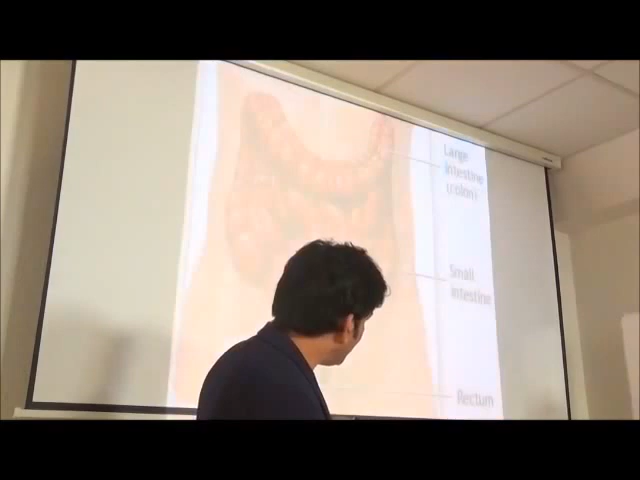 Large
intestine
(colon)
Small
intestine
Rectum